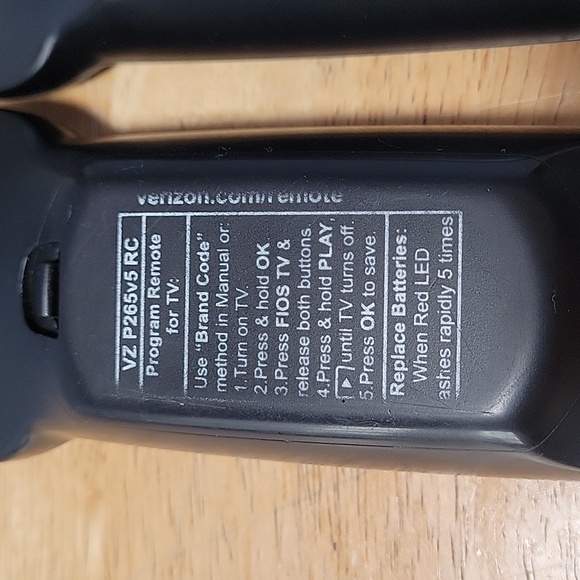 verizon.com/remote
VZ P265v5 RC
Program Remote
for TV:
Use "Brand Code"
method in Manual or:
1.Turn on TV.
2.Press & hold OK
3.Press FIOS TV &
release both buttons.
4.Press & hold PLAY,
▶ until TV turns off.
5.Press OK to save.
Replace Batteries:
When Red LED
ashes rapidly 5 times